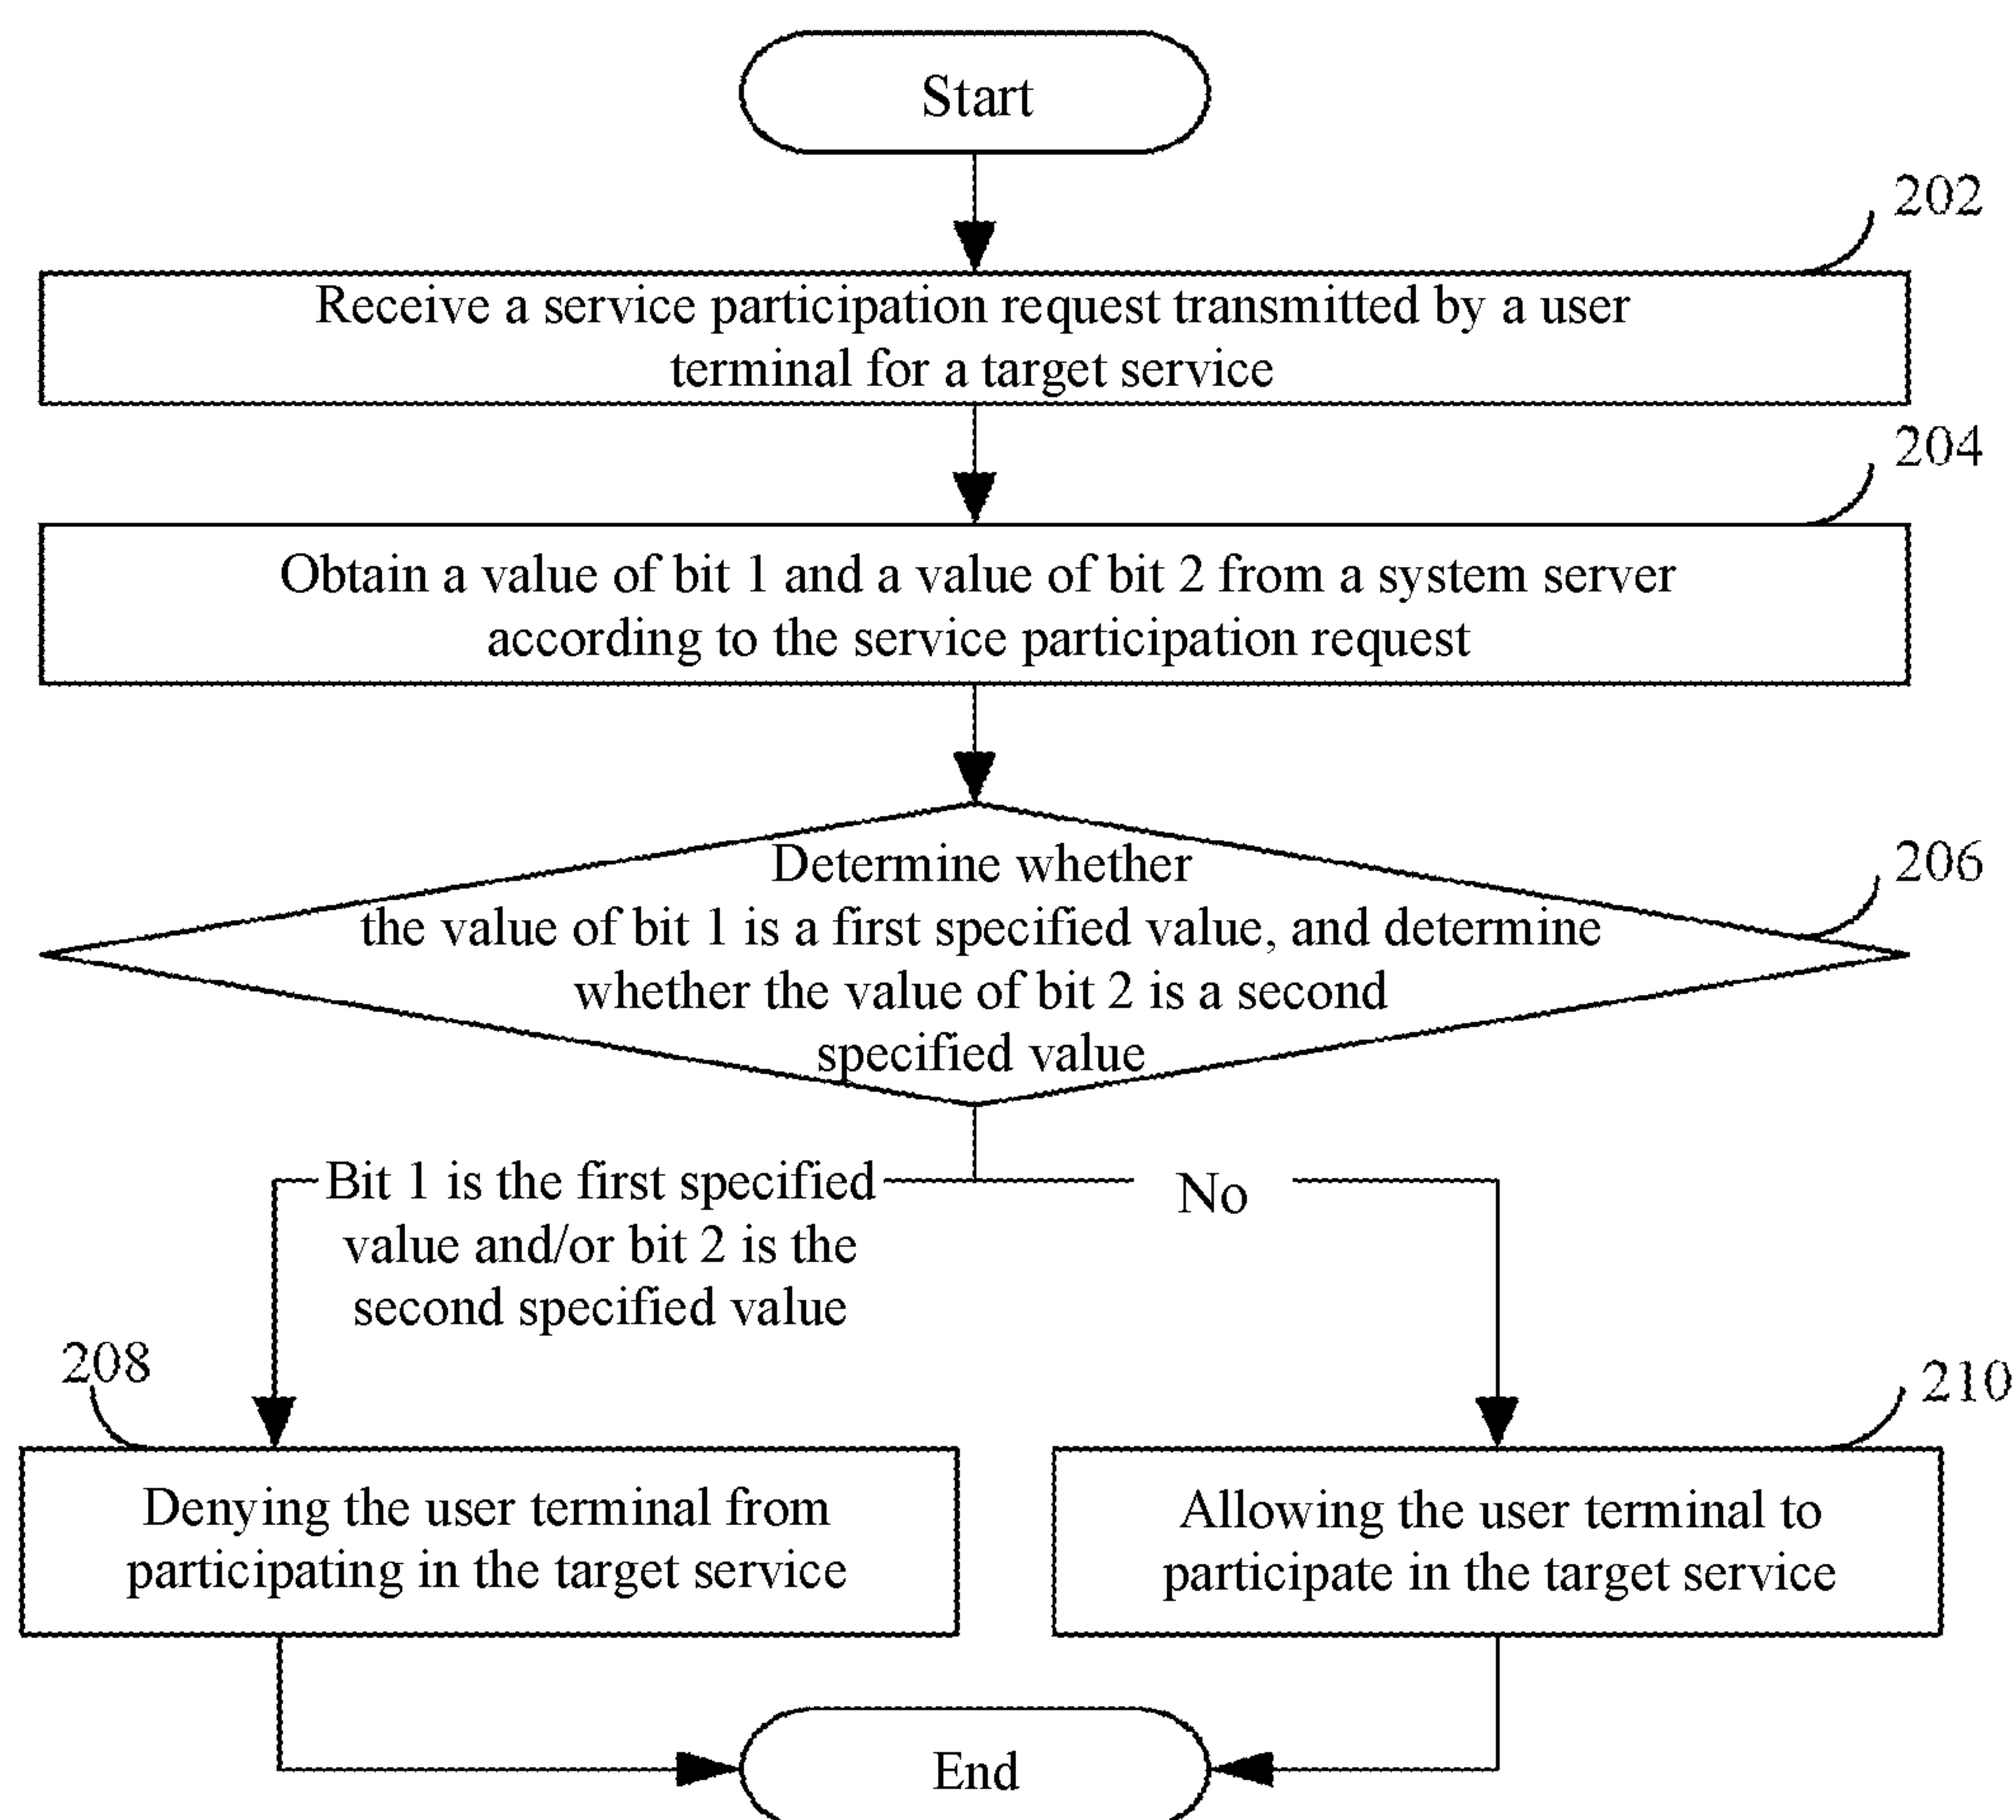 Start
202
Receive a service participation request transmitted by a user
terminal for a target service
204
Obtain a value of bit 1 and a value of bit 2 from a system server
according to the service participation request
206
Determine whether
the value of bit 1 is a first specified value, and determine
whether the value of bit 2 is a second
specified value
Bit 1 is the first specified
value and/or bit 2 is the
second specified value
No
208
Denying the user terminal from
participating in the target service
210
Allowing the user terminal to
participate in the target service
End